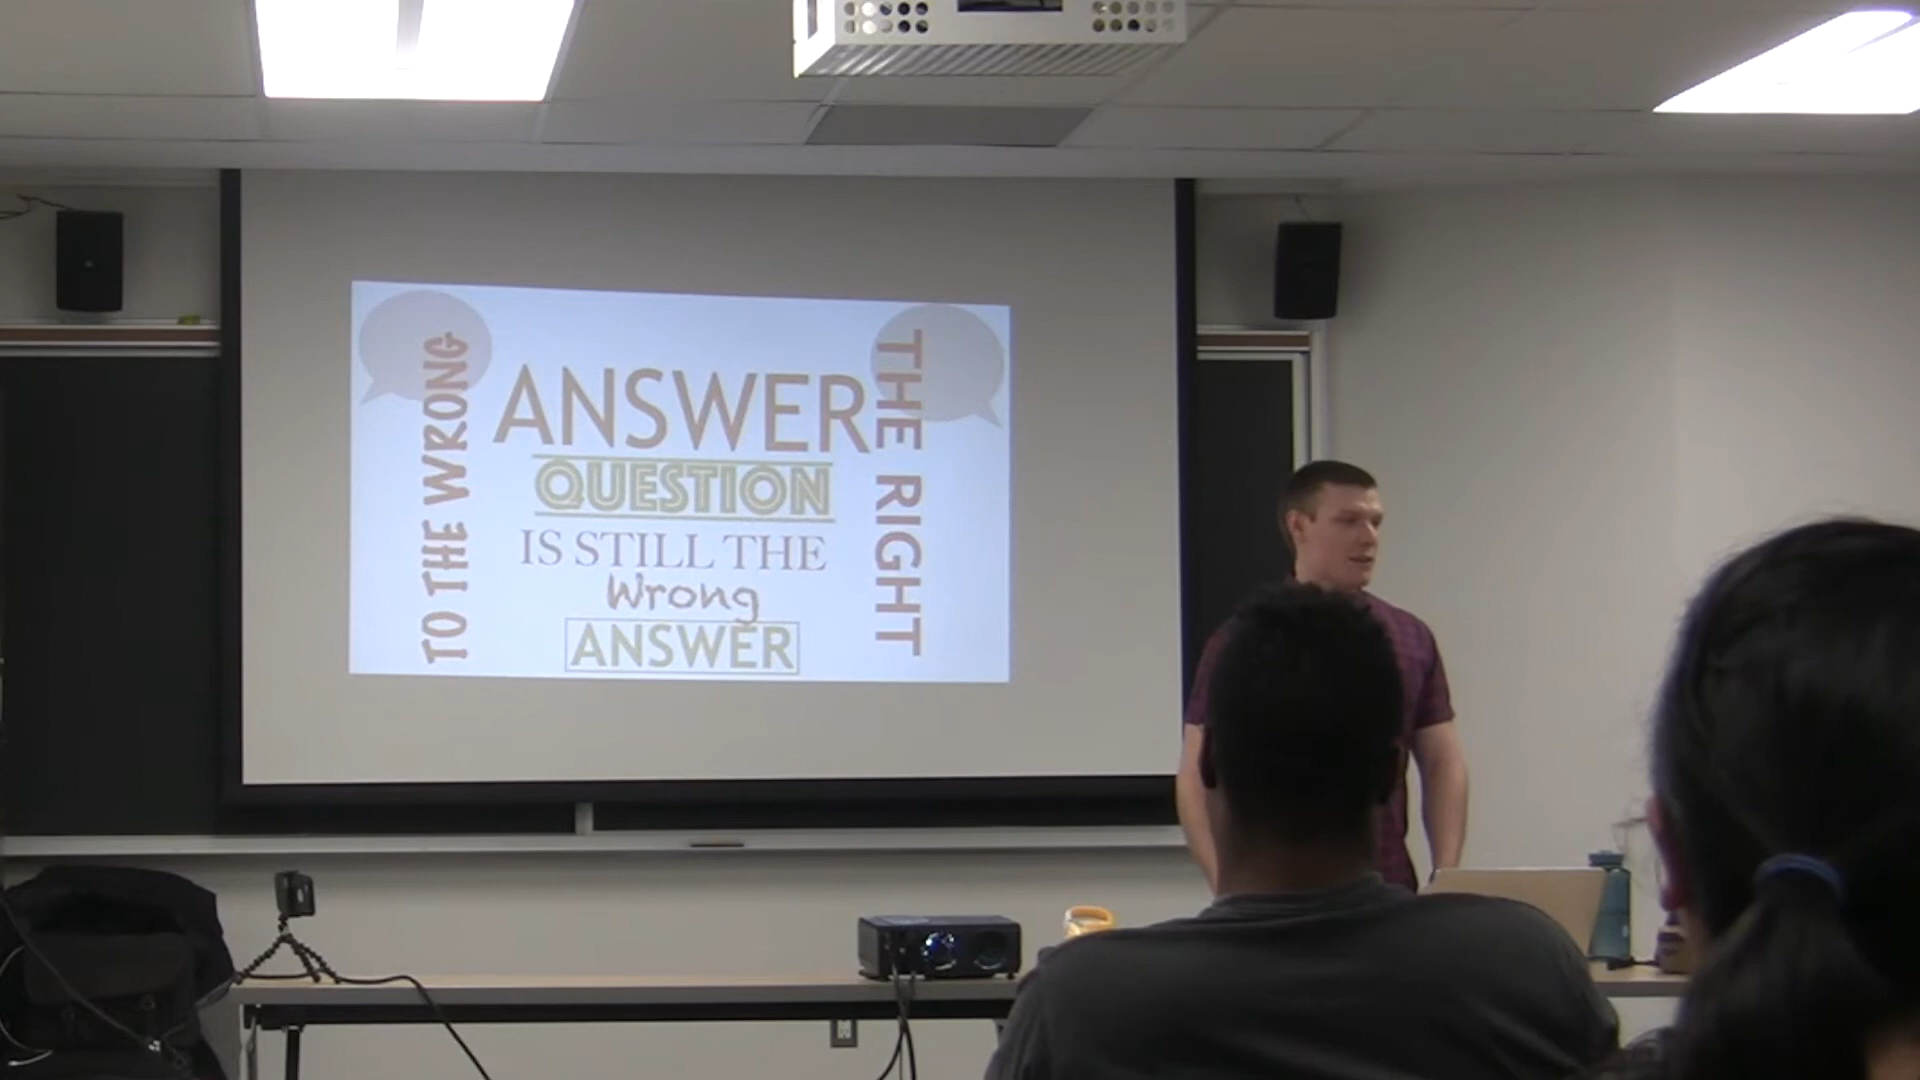 THE RIGHT
ANSWER
TO THE WRONG
QUESTION
IS STILL THE
Wrong
ANSWER